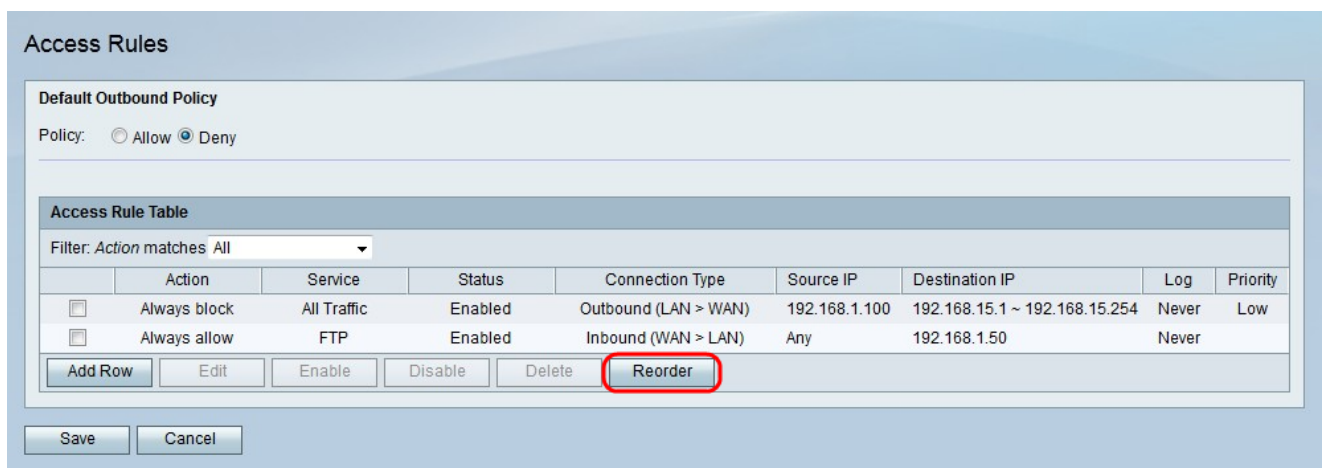 Access Rules
Default Outbound Policy
Policy: Allow Deny
Access Rule Table
Filter: Action matches All
Action Service Status Connection Type Source IP Destination IP Log Priority
Always block All Traffic Enabled Outbound (LAN > WAN) 192.168.1.100 192.168.15.1 ~ 192.168.15.254 Never Low
Always allow FTP Enabled Inbound (WAN > LAN) Any 192.168.1.50 Never
Add Row Edit Enable Disable Delete Reorder
Save Cancel